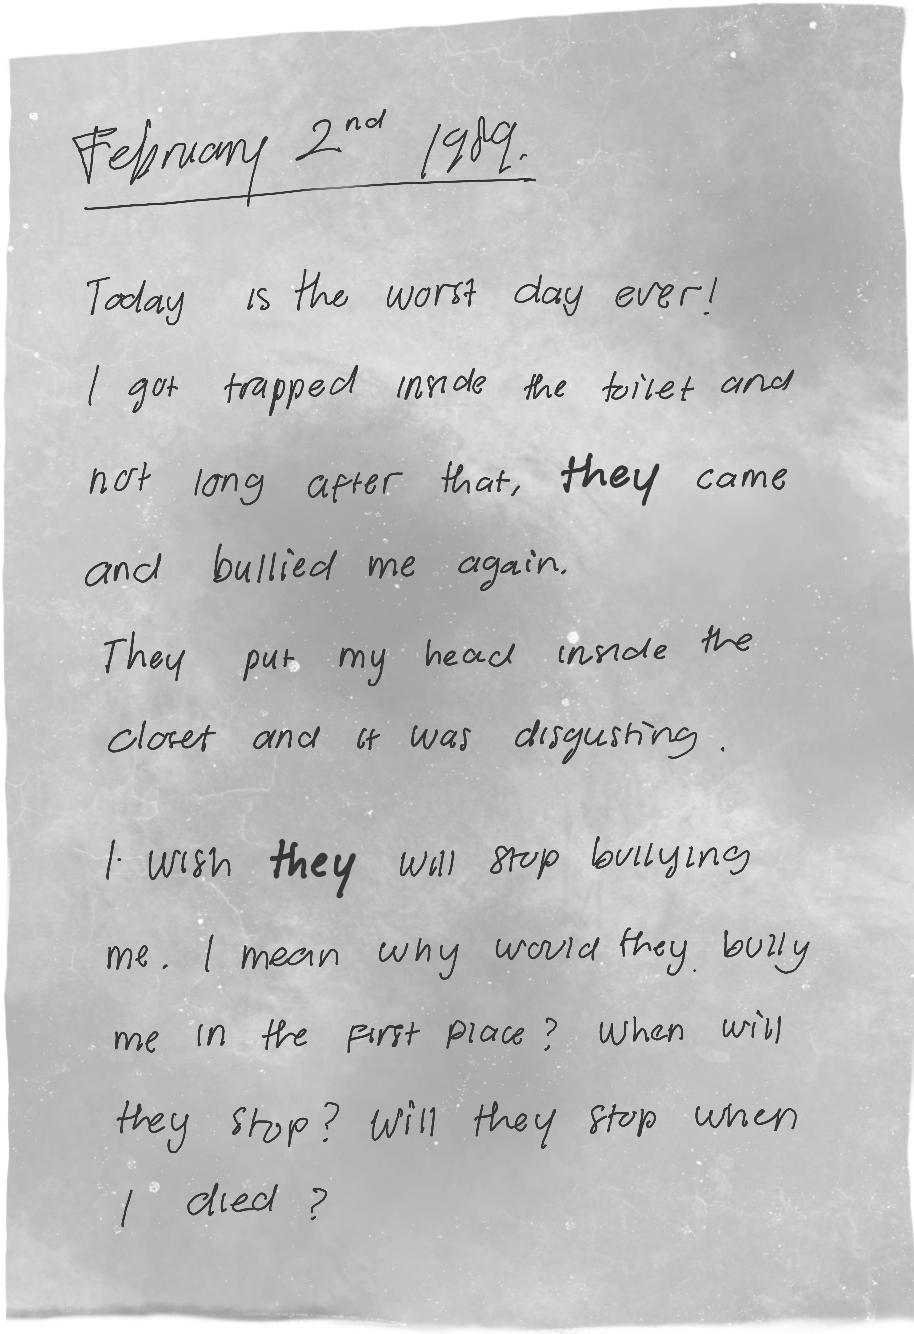 February 2nd 1989.
Today is the worst day ever!
I got trapped inside the toilet and
not long after that, they came
and bullied me again.
They put my head inside the
closet and it was disgusting.
I wish they will stop bullying
me. I mean why would they bully
me in the first place? When will
they stop? Will they stop when
I died?